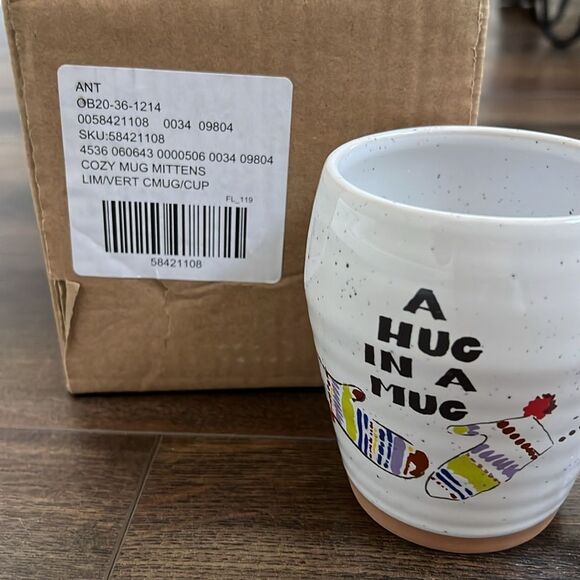 ANT
OB20-36-1214
0058421108 0034 09804
SKU:58421108
4536 060643 0000506 0034 09804
COZY MUG MITTENS
LIM/VERT CMUG/CUP
FL_119
58421108
A
HUG
IN A
MUG